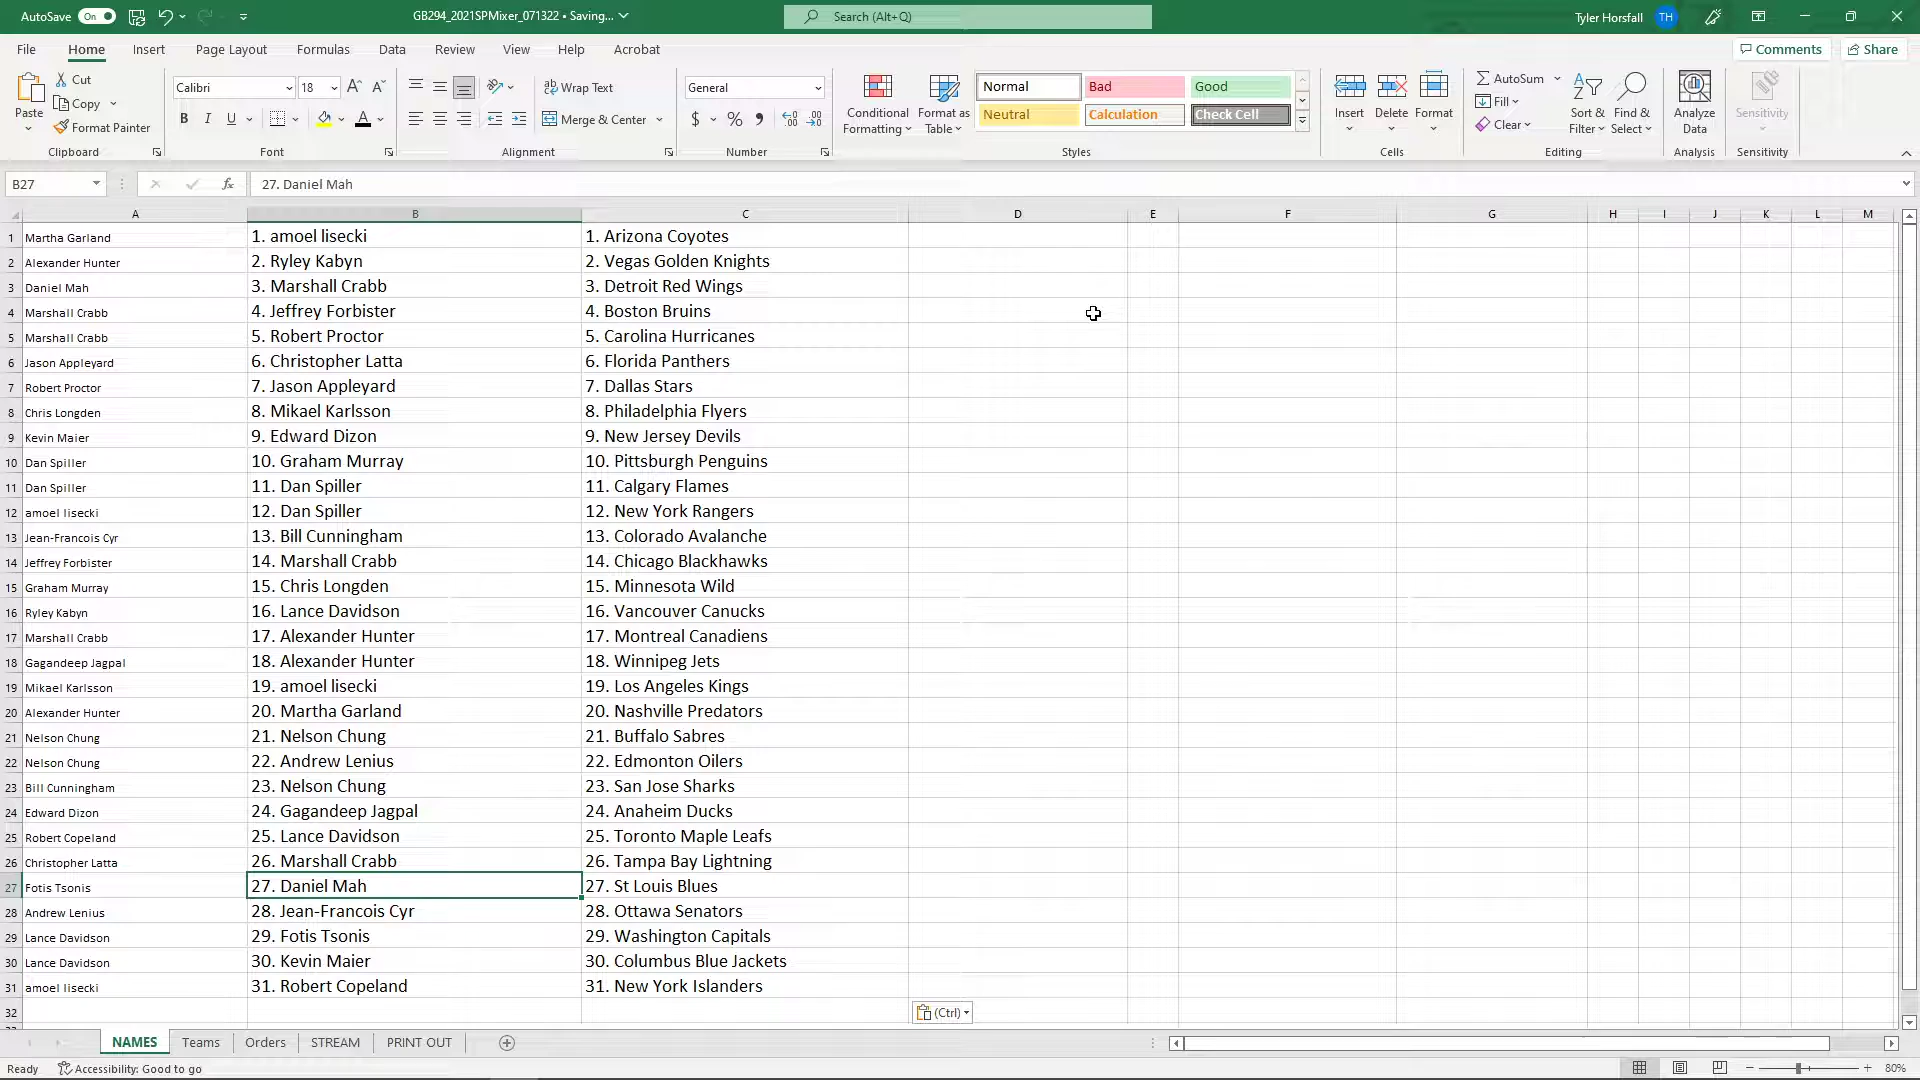 AutoSave On GB294_2021SPMixer_071322 • Saving... Search (Alt+Q) Tyler Horsfall TH
File Home Insert Page Layout Formulas Data Review View Help Acrobat Comments Share
Paste Cut Copy Format Painter Clipboard
Calibri 18 A A B I U A Font
ab Wrap Text Merge & Center Alignment
General $ % Number
Conditional Formatting Format as Table Normal Bad Good
Neutral Calculation Check Cell Styles
Insert Delete Format Cells
AutoSum Fill Clear Sort & Filter Find & Select Editing
Analyze Data Analysis Sensitivity Sensitivity
B27 fx 27. Daniel Mah
A B C D E F G H I J K L M
1 Martha Garland 1. amoel lisecki 1. Arizona Coyotes
2 Alexander Hunter 2. Ryley Kabyn 2. Vegas Golden Knights
3 Daniel Mah 3. Marshall Crabb 3. Detroit Red Wings
4 Marshall Crabb 4. Jeffrey Forbister 4. Boston Bruins
5 Marshall Crabb 5. Robert Proctor 5. Carolina Hurricanes
6 Jason Appleyard 6. Christopher Latta 6. Florida Panthers
7 Robert Proctor 7. Jason Appleyard 7. Dallas Stars
8 Chris Longden 8. Mikael Karlsson 8. Philadelphia Flyers
9 Kevin Maier 9. Edward Dizon 9. New Jersey Devils
10 Dan Spiller 10. Graham Murray 10. Pittsburgh Penguins
11 Dan Spiller 11. Dan Spiller 11. Calgary Flames
12 amoel lisecki 12. Dan Spiller 12. New York Rangers
13 Jean-Francois Cyr 13. Bill Cunningham 13. Colorado Avalanche
14 Jeffrey Forbister 14. Marshall Crabb 14. Chicago Blackhawks
15 Graham Murray 15. Chris Longden 15. Minnesota Wild
16 Ryley Kabyn 16. Lance Davidson 16. Vancouver Canucks
17 Marshall Crabb 17. Alexander Hunter 17. Montreal Canadiens
18 Gagandeep Jagpal 18. Alexander Hunter 18. Winnipeg Jets
19 Mikael Karlsson 19. amoel lisecki 19. Los Angeles Kings
20 Alexander Hunter 20. Martha Garland 20. Nashville Predators
21 Nelson Chung 21. Nelson Chung 21. Buffalo Sabres
22 Nelson Chung 22. Andrew Lenius 22. Edmonton Oilers
23 Bill Cunningham 23. Nelson Chung 23. San Jose Sharks
24 Edward Dizon 24. Gagandeep Jagpal 24. Anaheim Ducks
25 Robert Copeland 25. Lance Davidson 25. Toronto Maple Leafs
26 Christopher Latta 26. Marshall Crabb 26. Tampa Bay Lightning
27 Fotis Tsonis 27. Daniel Mah 27. St Louis Blues
28 Andrew Lenius 28. Jean-Francois Cyr 28. Ottawa Senators
29 Lance Davidson 29. Fotis Tsonis 29. Washington Capitals
30 Lance Davidson 30. Kevin Maier 30. Columbus Blue Jackets
31 amoel lisecki 31. Robert Copeland 31. New York Islanders
32 (Ctrl)
NAMES Teams Orders STREAM PRINT OUT
Ready Accessibility: Good to go 80%